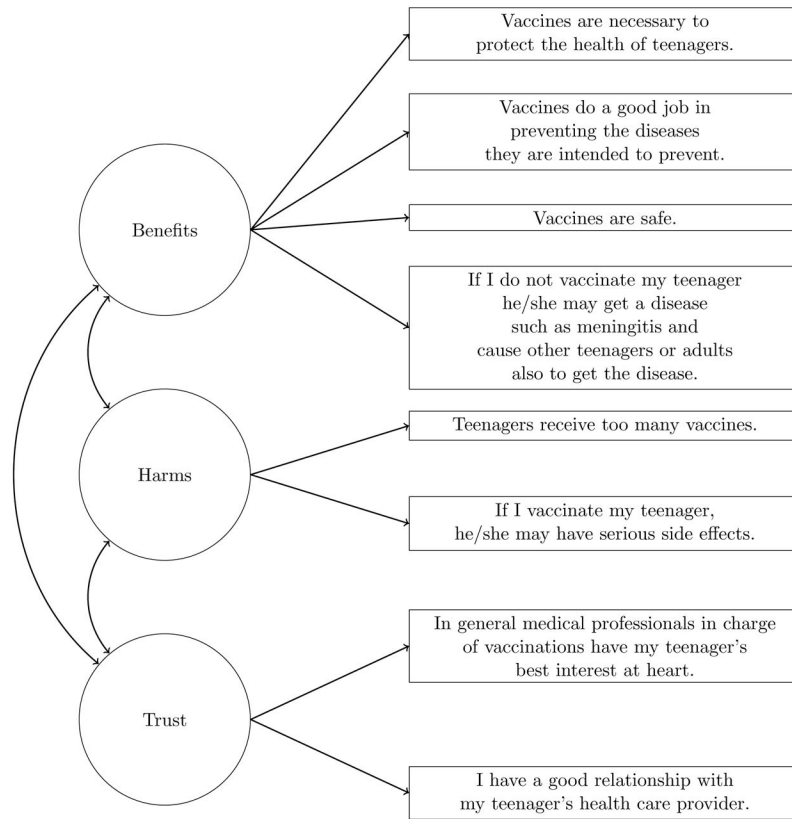 Vaccines are necessary to
protect the health of teenagers.
Vaccines do a good job in
preventing the diseases
they are intended to prevent.
Benefits
Vaccines are safe.
If I do not vaccinate my teenager
he/she may get a disease
such as meningitis and
cause other teenagers or adults
also to get the disease.
Teenagers receive too many vaccines.
Harms
If I vaccinate my teenager,
he/she may have serious side effects.
In general medical professionals in charge
of vaccinations have my teenager's
best interest at heart.
Trust
I have a good relationship with
my teenager's health care provider.